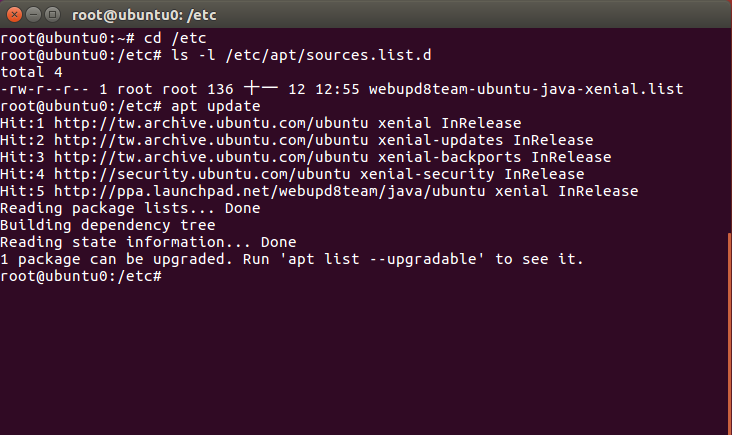 root@ubuntu0: /etc
root@ubuntu0:~# cd /etc
root@ubuntu0:/etc# ls -l /etc/apt/sources.list.d
total 4
-rw-r--r-- 1 root root 136 十一 12 12:55 webupd8team-ubuntu-java-xenial.list
root@ubuntu0:/etc# apt update
Hit:1 http://tw.archive.ubuntu.com/ubuntu xenial InRelease
Hit:2 http://tw.archive.ubuntu.com/ubuntu xenial-updates InRelease
Hit:3 http://tw.archive.ubuntu.com/ubuntu xenial-backports InRelease
Hit:4 http://security.ubuntu.com/ubuntu xenial-security InRelease
Hit:5 http://ppa.launchpad.net/webupd8team/java/ubuntu xenial InRelease
Reading package lists... Done
Building dependency tree
Reading state information... Done
1 package can be upgraded. Run 'apt list --upgradable' to see it.
root@ubuntu0:/etc#